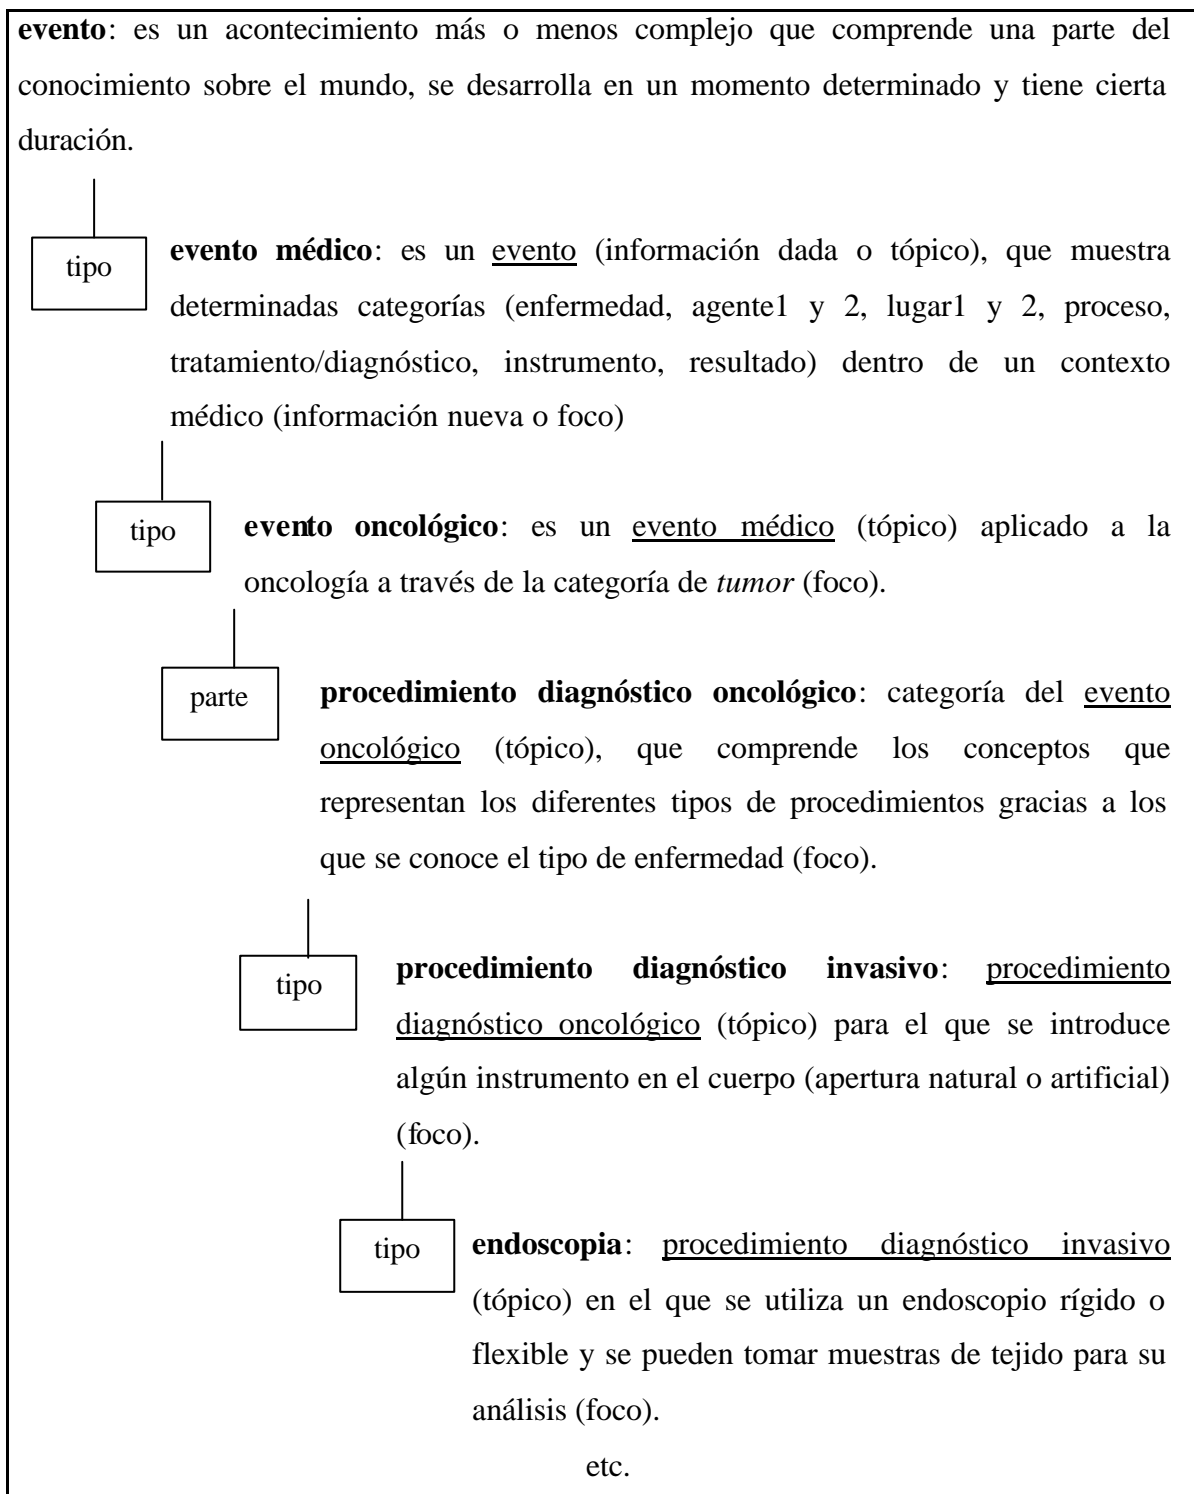 evento: es un acontecimiento más o menos complejo que comprende una parte del
conocimiento sobre el mundo, se desarrolla en un momento determinado y tiene cierta
duración.
tipo
evento médico: es un evento (información dada o tópico), que muestra
determinadas categorías (enfermedad, agente1 y 2, lugar1 y 2, proceso,
tratamiento/diagnóstico, instrumento, resultado) dentro de un contexto
médico (información nueva o foco)
tipo
evento oncológico: es un evento médico (tópico) aplicado a la
oncología a través de la categoría de tumor (foco).
parte
procedimiento diagnóstico oncológico: categoría del evento
oncológico (tópico), que comprende los conceptos que
representan los diferentes tipos de procedimientos gracias a los
que se conoce el tipo de enfermedad (foco).
tipo
procedimiento diagnóstico invasivo: procedimiento
diagnóstico oncológico (tópico) para el que se introduce
algún instrumento en el cuerpo (apertura natural o artificial)
(foco).
tipo
endoscopia: procedimiento diagnóstico invasivo
(tópico) en el que se utiliza un endoscopio rígido o
flexible y se pueden tomar muestras de tejido para su
análisis (foco).
etc.